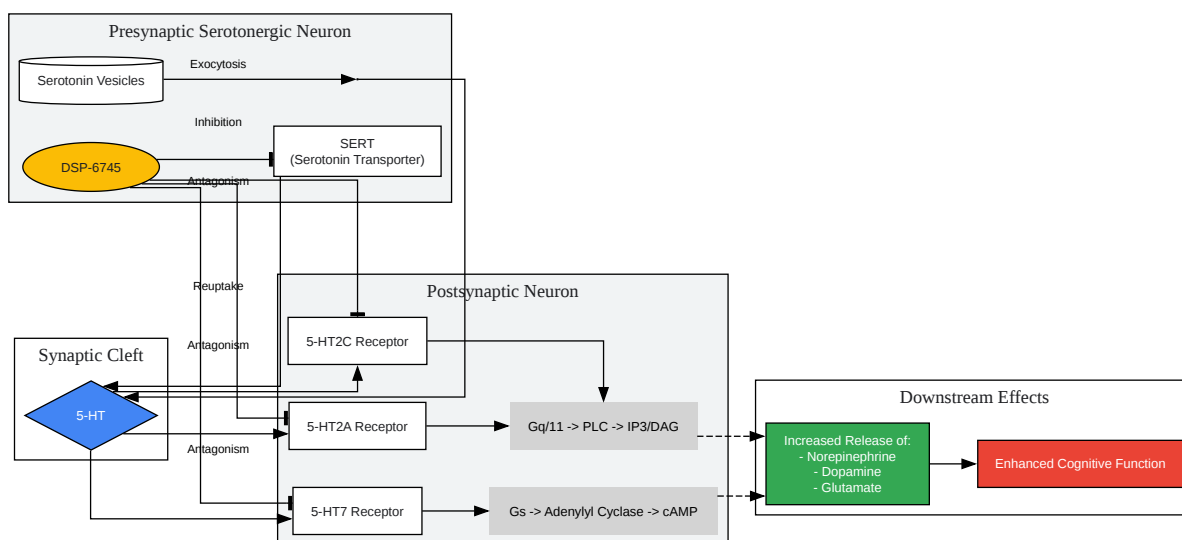 Presynaptic Serotonergic Neuron
Serotonin Vesicles
Exocytosis
Inhibition
SERT
(Serotonin Transporter)
DSP-6745
Antagonism
Reuptake
Postsynaptic Neuron
5-HT2C Receptor
Antagonism
Synaptic Cleft
5-HT
5-HT2A Receptor
Gq/11 -> PLC -> IP3/DAG
Antagonism
5-HT7 Receptor
Gs -> Adenylyl Cyclase -> cAMP
Downstream Effects
Increased Release of:
- Norepinephrine
- Dopamine
- Glutamate
Enhanced Cognitive Function